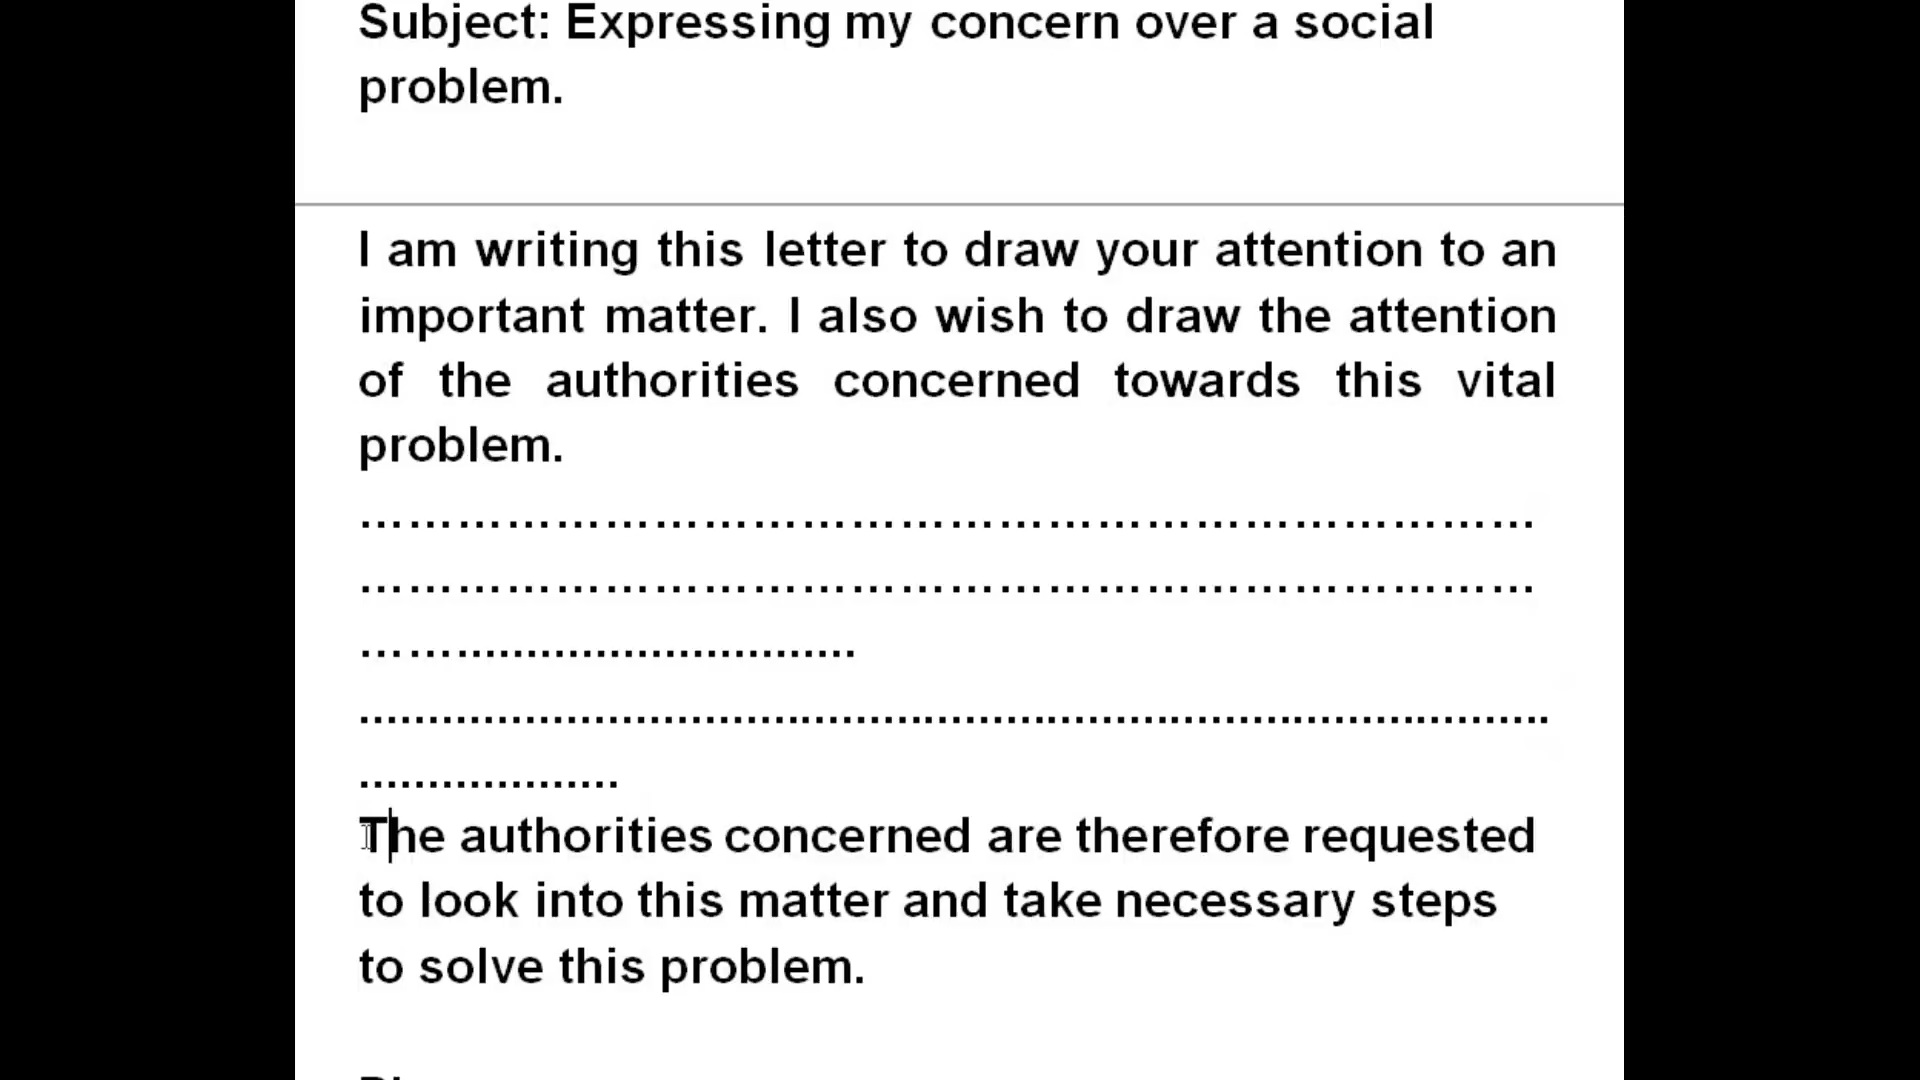 Subject: Expressing my concern over a social
problem.
I am writing this letter to draw your attention to an
important matter. I also wish to draw the attention
of the authorities concerned towards this vital
problem.
………………………………………………………………………
………………………………………………………………………
……..............................
......................................................................................
...................
The authorities concerned are therefore requested
to look into this matter and take necessary steps
to solve this problem.